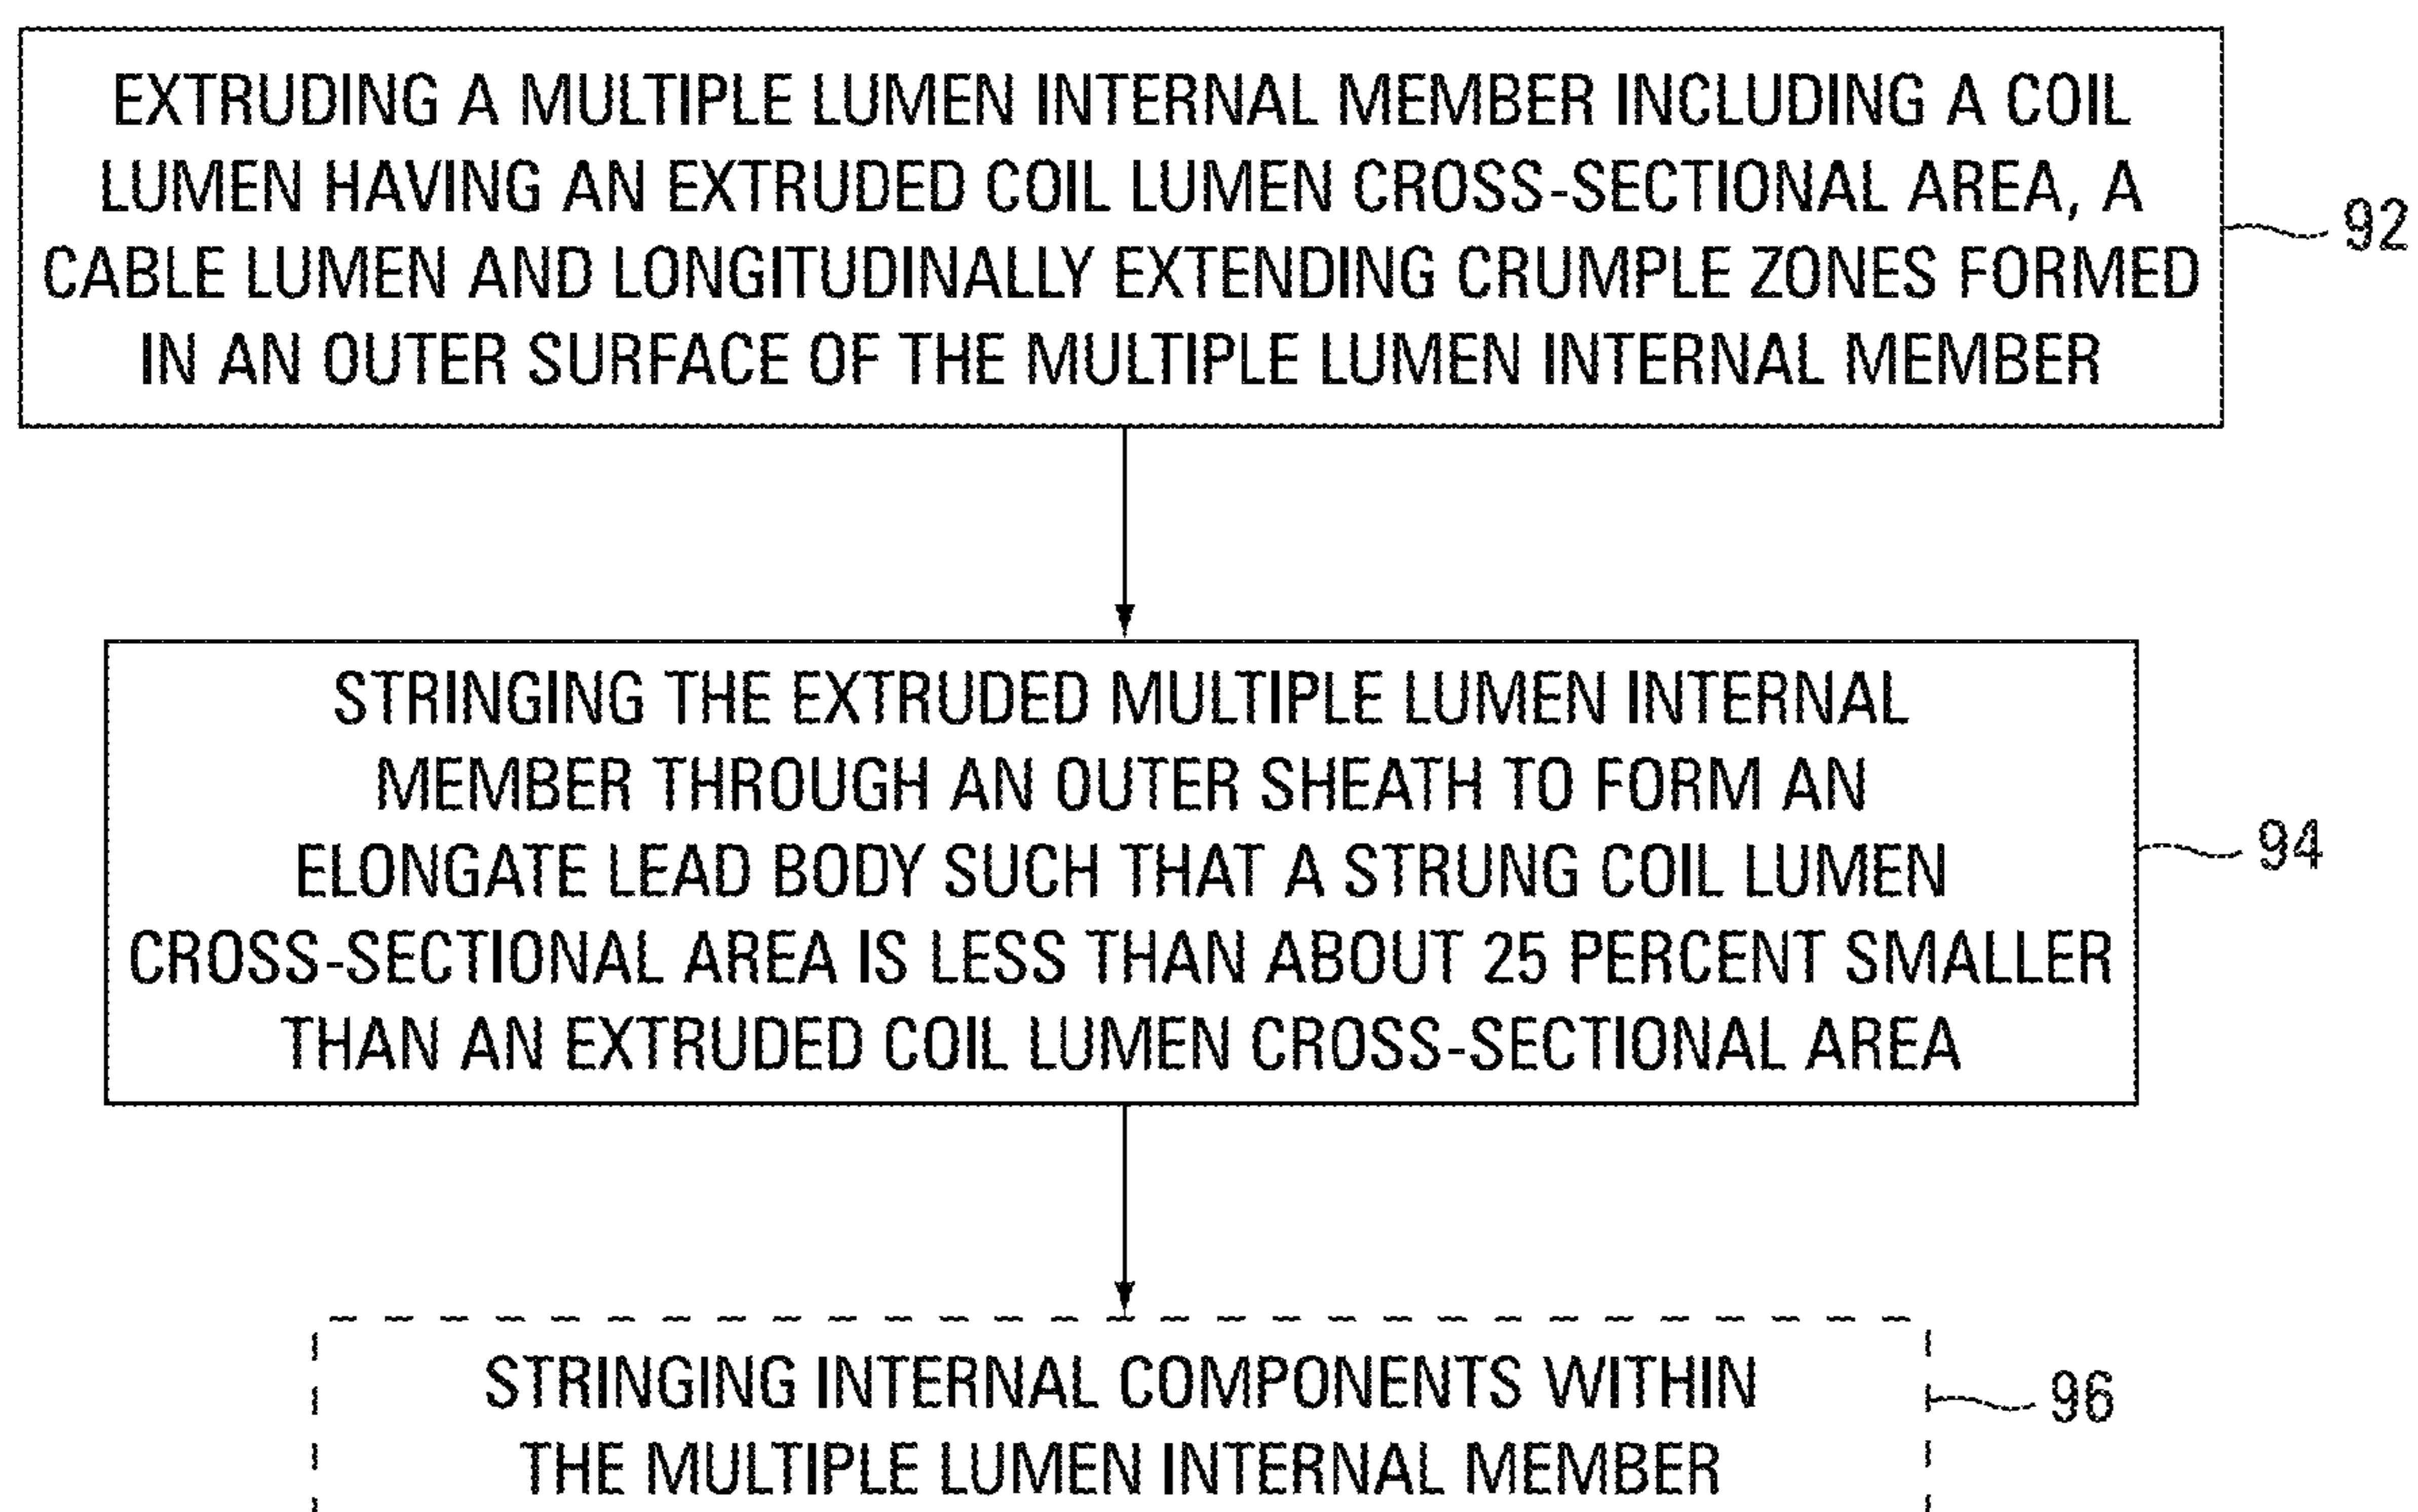 EXTRUDING A MULTIPLE LUMEN INTERNAL MEMBER INCLUDING A COIL
LUMEN HAVING AN EXTRUDED COIL LUMEN CROSS-SECTIONAL AREA, A
CABLE LUMEN AND LONGITUDINALLY EXTENDING CRUMPLE ZONES FORMED
IN AN OUTER SURFACE OF THE MULTIPLE LUMEN INTERNAL MEMBER
92
STRINGING THE EXTRUDED MULTIPLE LUMEN INTERNAL
MEMBER THROUGH AN OUTER SHEATH TO FORM AN
ELONGATE LEAD BODY SUCH THAT A STRUNG COIL LUMEN
CROSS-SECTIONAL AREA IS LESS THAN ABOUT 25 PERCENT SMALLER
THAN AN EXTRUDED COIL LUMEN CROSS-SECTIONAL AREA
94
STRINGING INTERNAL COMPONENTS WITHIN
THE MULTIPLE LUMEN INTERNAL MEMBER
96